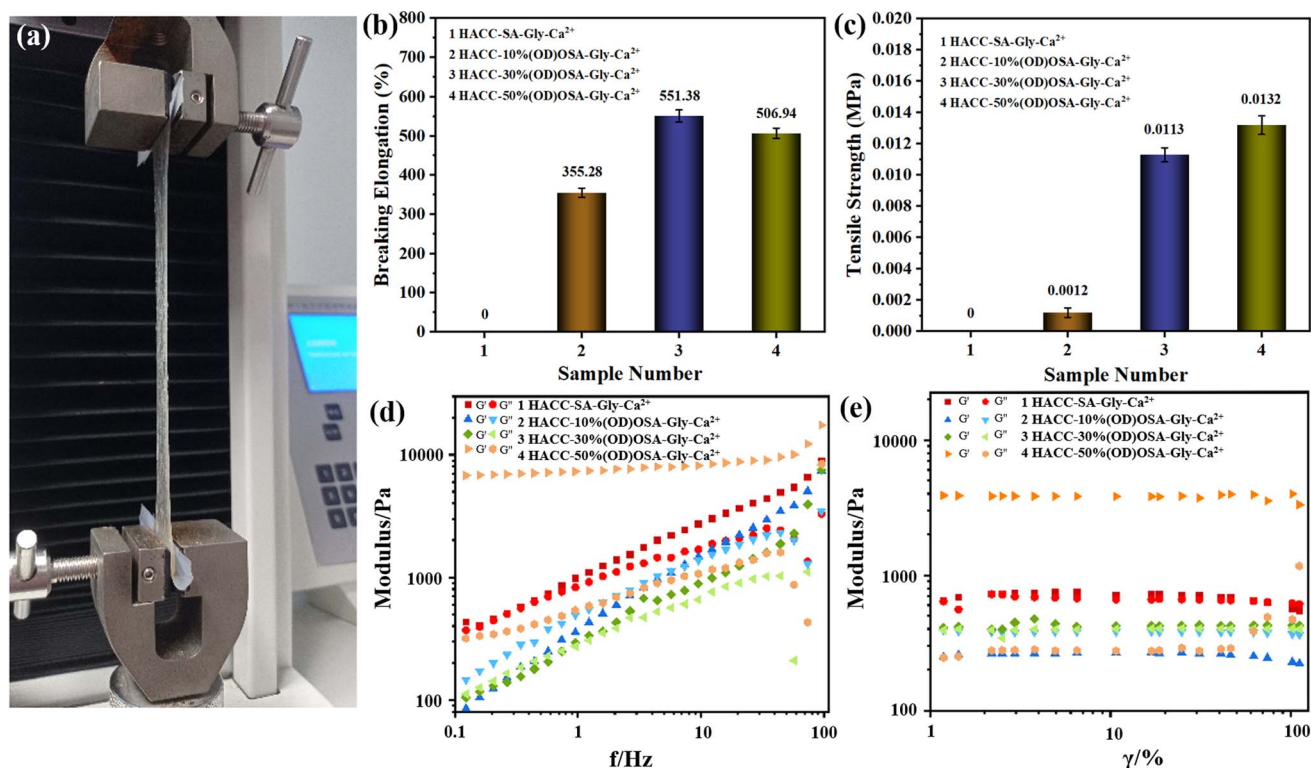 (a)
(b)
800
700
600
500
400
300
200
100
0
Breaking Elongation (%)
1 HACC-SA-Gly-Ca²⁺
2 HACC-10%(OD)OSA-Gly-Ca²⁺
3 HACC-30%(OD)OSA-Gly-Ca²⁺
4 HACC-50%(OD)OSA-Gly-Ca²⁺
0
355.28
551.38
506.94
1 2 3 4
Sample Number
(c)
0.020
0.018
0.016
0.014
0.012
0.010
0.008
0.006
0.004
0.002
0.000
Tensile Strength (MPa)
1 HACC-SA-Gly-Ca²⁺
2 HACC-10%(OD)OSA-Gly-Ca²⁺
3 HACC-30%(OD)OSA-Gly-Ca²⁺
4 HACC-50%(OD)OSA-Gly-Ca²⁺
0
0.0012
0.0113
0.0132
1 2 3 4
Sample Number
(d)
G' G'' 1 HACC-SA-Gly-Ca²⁺
G' G'' 2 HACC-10%(OD)OSA-Gly-Ca²⁺
G' G'' 3 HACC-30%(OD)OSA-Gly-Ca²⁺
G' G'' 4 HACC-50%(OD)OSA-Gly-Ca²⁺
10000
1000
100
Modulus/Pa
0.1 1 10 100
f/Hz
(e)
G' G'' 1 HACC-SA-Gly-Ca²⁺
G' G'' 2 HACC-10%(OD)OSA-Gly-Ca²⁺
G' G'' 3 HACC-30%(OD)OSA-Gly-Ca²⁺
G' G'' 4 HACC-50%(OD)OSA-Gly-Ca²⁺
10000
1000
100
Modulus/Pa
1 10 100
γ/%